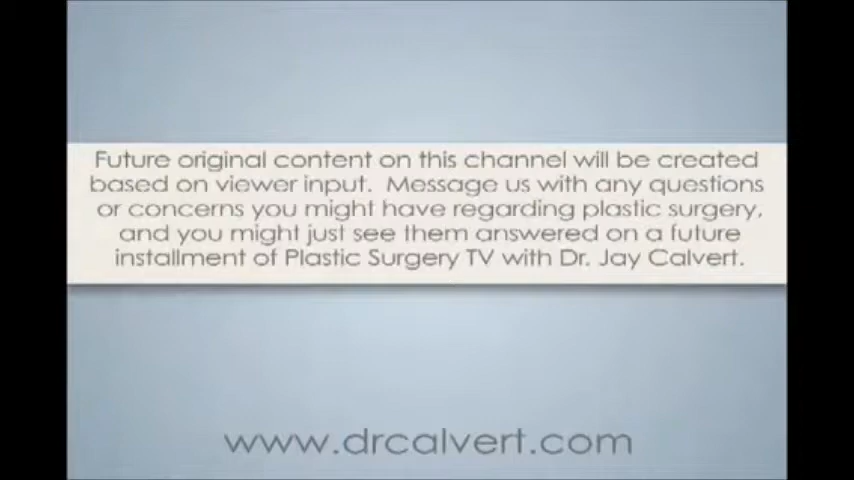 Future original content on this channel will be created
based on viewer input.  Message us with any questions
or concerns you might have regarding plastic surgery,
and you might just see them answered on a future
installment of Plastic Surgery TV with Dr. Jay Calvert.
www.drcalvert.com